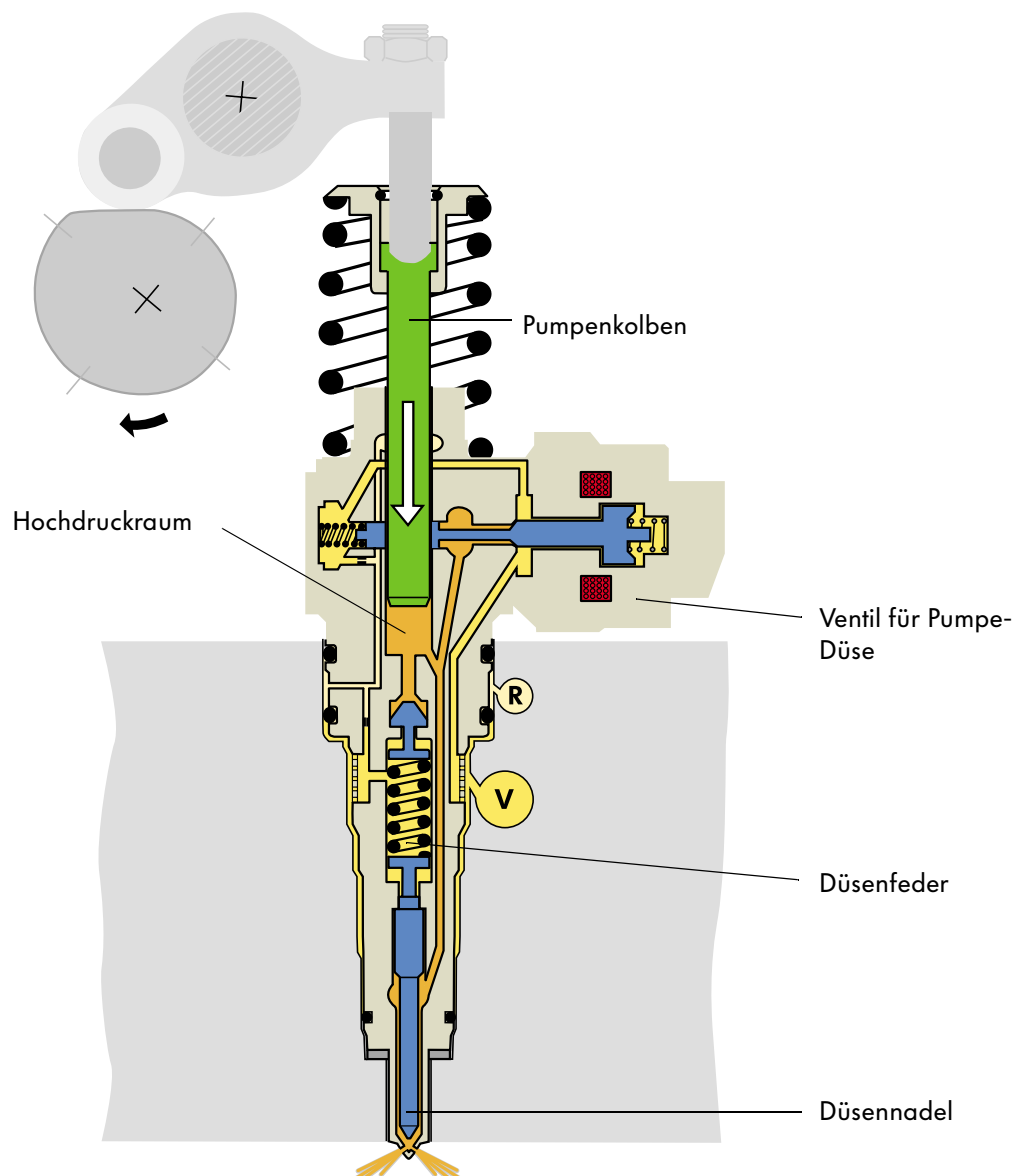 Pumpenkolben
Hochdruckraum
Ventil für Pumpe-
Düse
R
V
Düsenfeder
Düsennadel